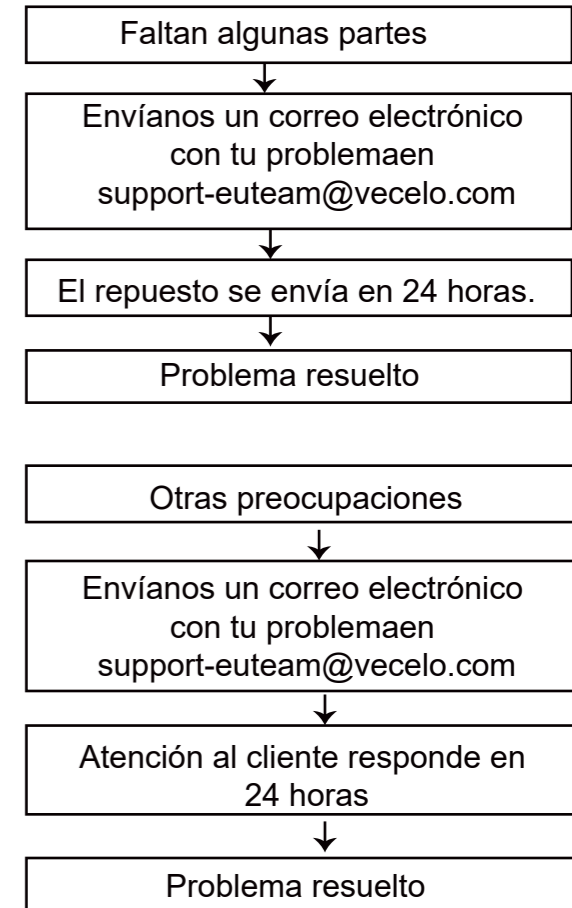 Faltan algunas partes
Envíanos un correo electrónico
con tu problemaen
support-euteam@vecelo.com
El repuesto se envía en 24 horas.
Problema resuelto
Otras preocupaciones
Envíanos un correo electrónico
con tu problemaen
support-euteam@vecelo.com
Atención al cliente responde en
24 horas
Problema resuelto